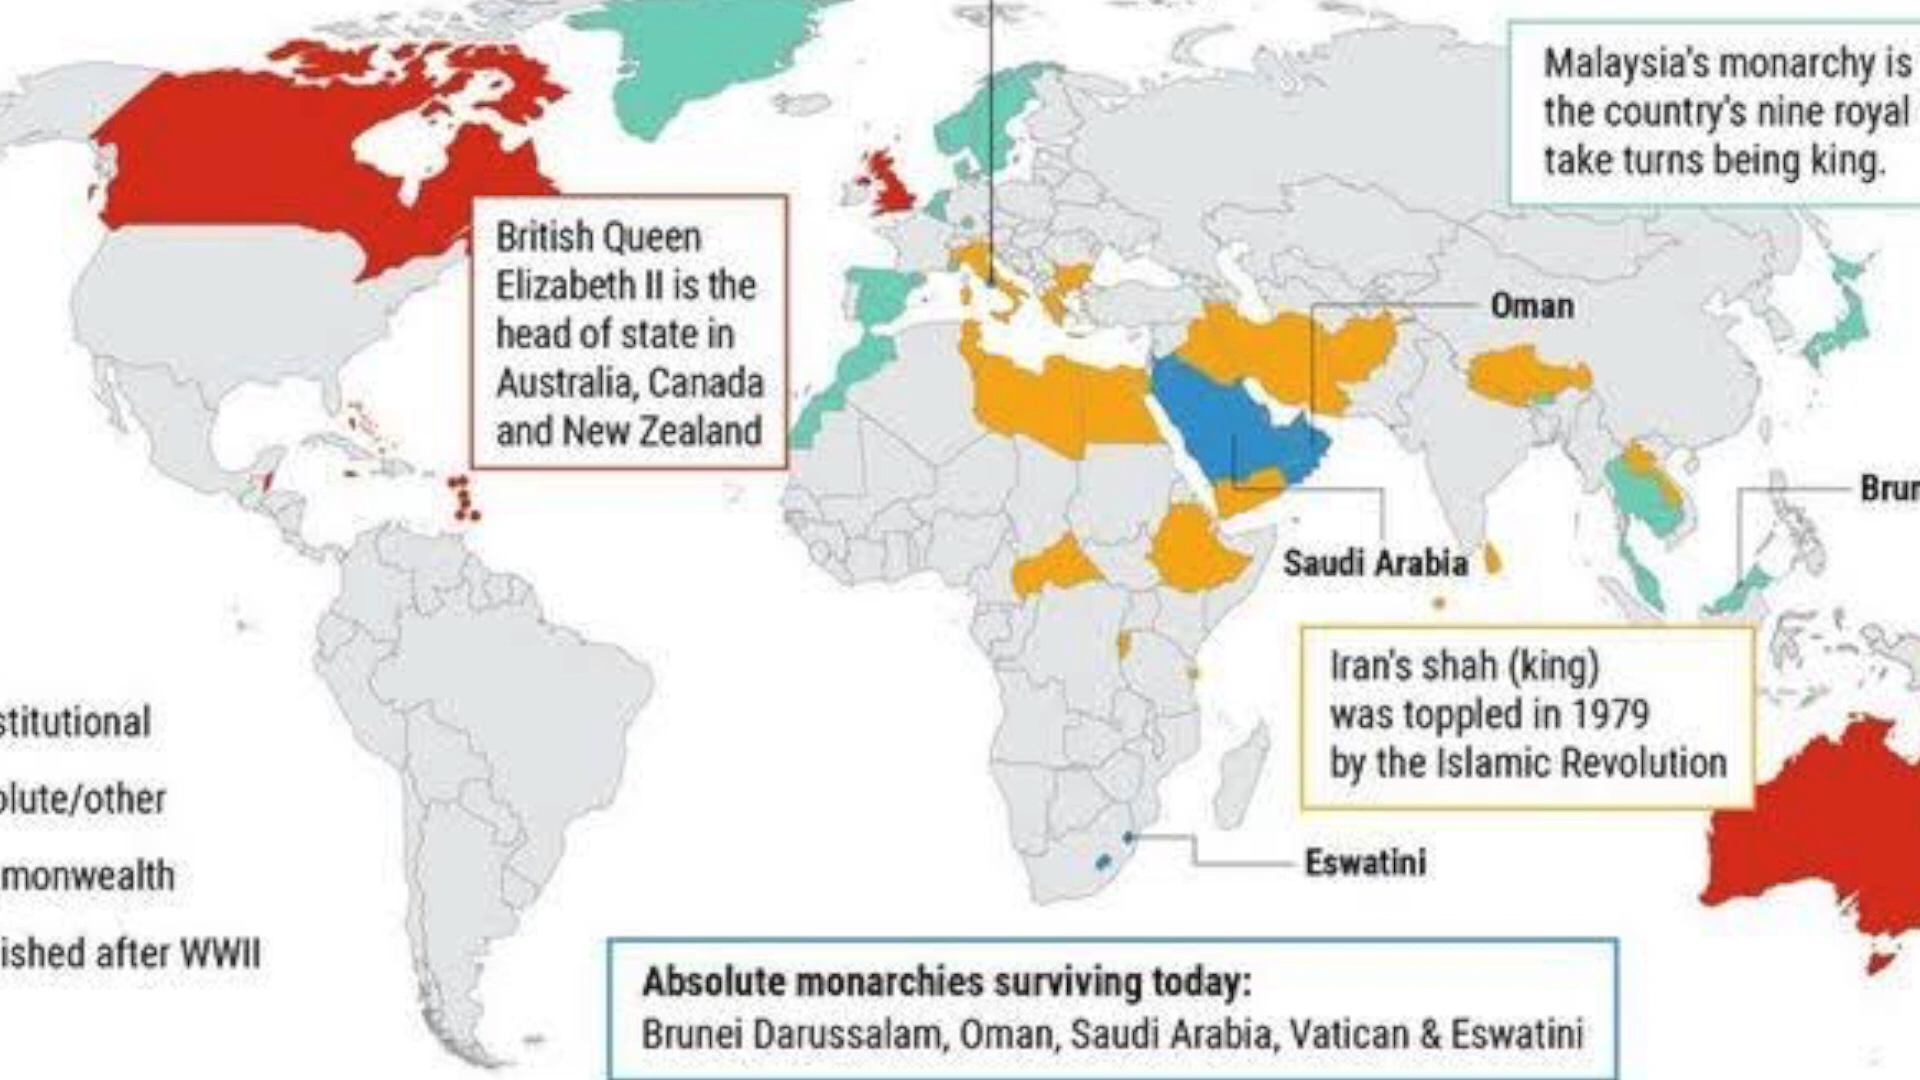 Malaysia's monarchy is
the country's nine royal
take turns being king.
British Queen
Elizabeth II is the
head of state in
Australia, Canada
and New Zealand
Oman
Brun
Saudi Arabia
Iran's shah (king)
was toppled in 1979
by the Islamic Revolution
stitutional
olute/other
monwealth
ished after WWII
Eswatini
Absolute monarchies surviving today:
Brunei Darussalam, Oman, Saudi Arabia, Vatican & Eswatini